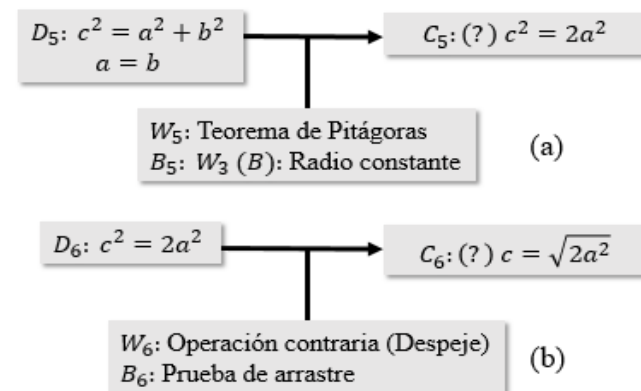 D₅: c² = a² + b²
a = b
C₅: (?) c² = 2a²
W₅: Teorema de Pitágoras
B₅: W₃ (B): Radio constante
(a)
D₆: c² = 2a²
C₆: (?) c = √2a²
W₆: Operación contraria (Despeje)
B₆: Prueba de arrastre
(b)